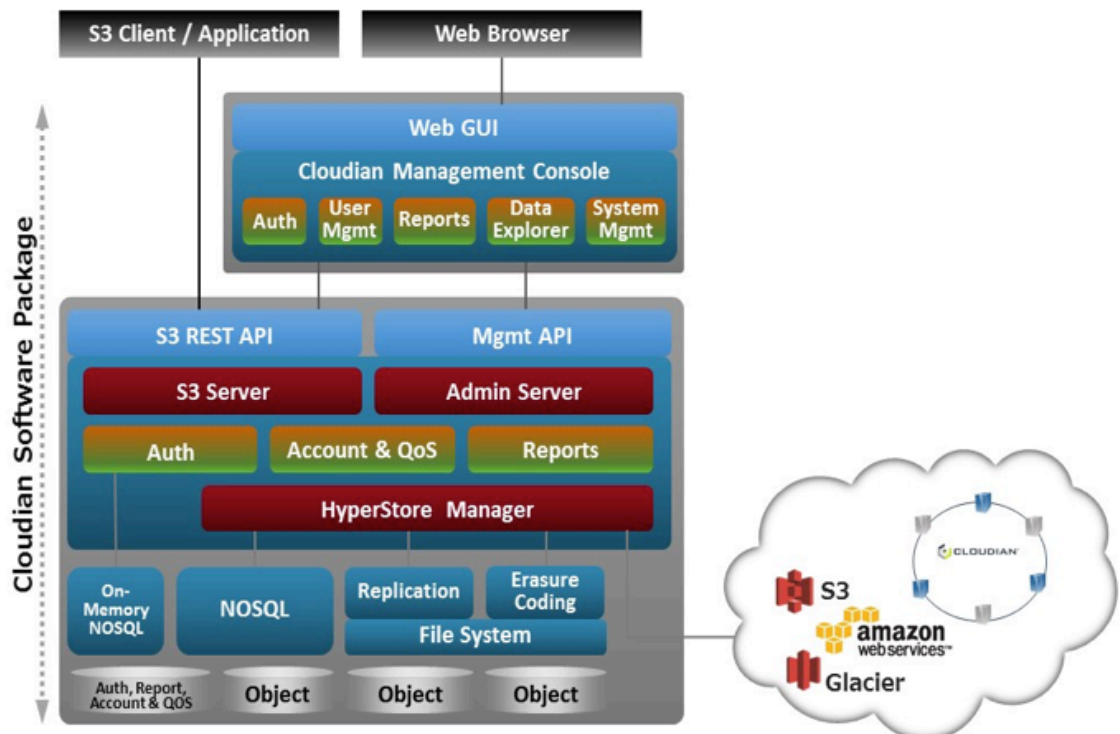 S3 Client / Application
Web Browser
Cloudian Software Package
Web GUI
Cloudian Management Console
Auth
User
Mgmt
Reports
Data
Explorer
System
Mgmt
S3 REST API
Mgmt API
S3 Server
Admin Server
Auth
Account & QoS
Reports
HyperStore Manager
On-
Memory
NOSQL
NOSQL
Replication
Erasure
Coding
File System
Auth, Report,
Account & QOS
Object
Object
Object
CLOUDIAN
S3
amazon
web services™
Glacier